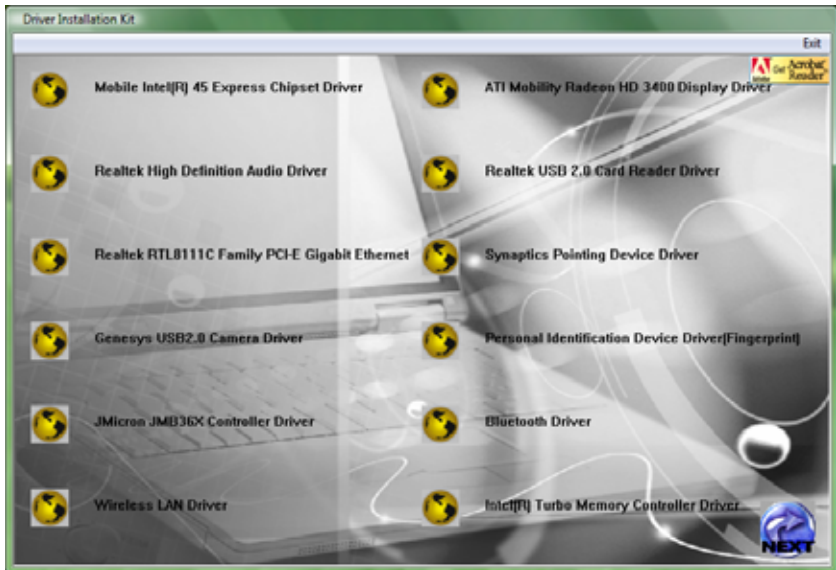 Driver Installation Kit
Exit
Adobe
Get Acrobat Reader
Mobile Intel(R) 45 Express Chipset Driver
ATI Mobility Radeon HD 3400 Display Driver
Realtek High Definition Audio Driver
Realtek USB 2.0 Card Reader Driver
Realtek RTL8111C Family PCI-E Gigabit Ethernet
Synaptics Pointing Device Driver
Genesys USB2.0 Camera Driver
Personal Identification Device Driver(Fingerprint)
JMicron JMB36X Controller Driver
Bluetooth Driver
Wireless LAN Driver
Intel(R) Turbo Memory Controller Driver
NEXT